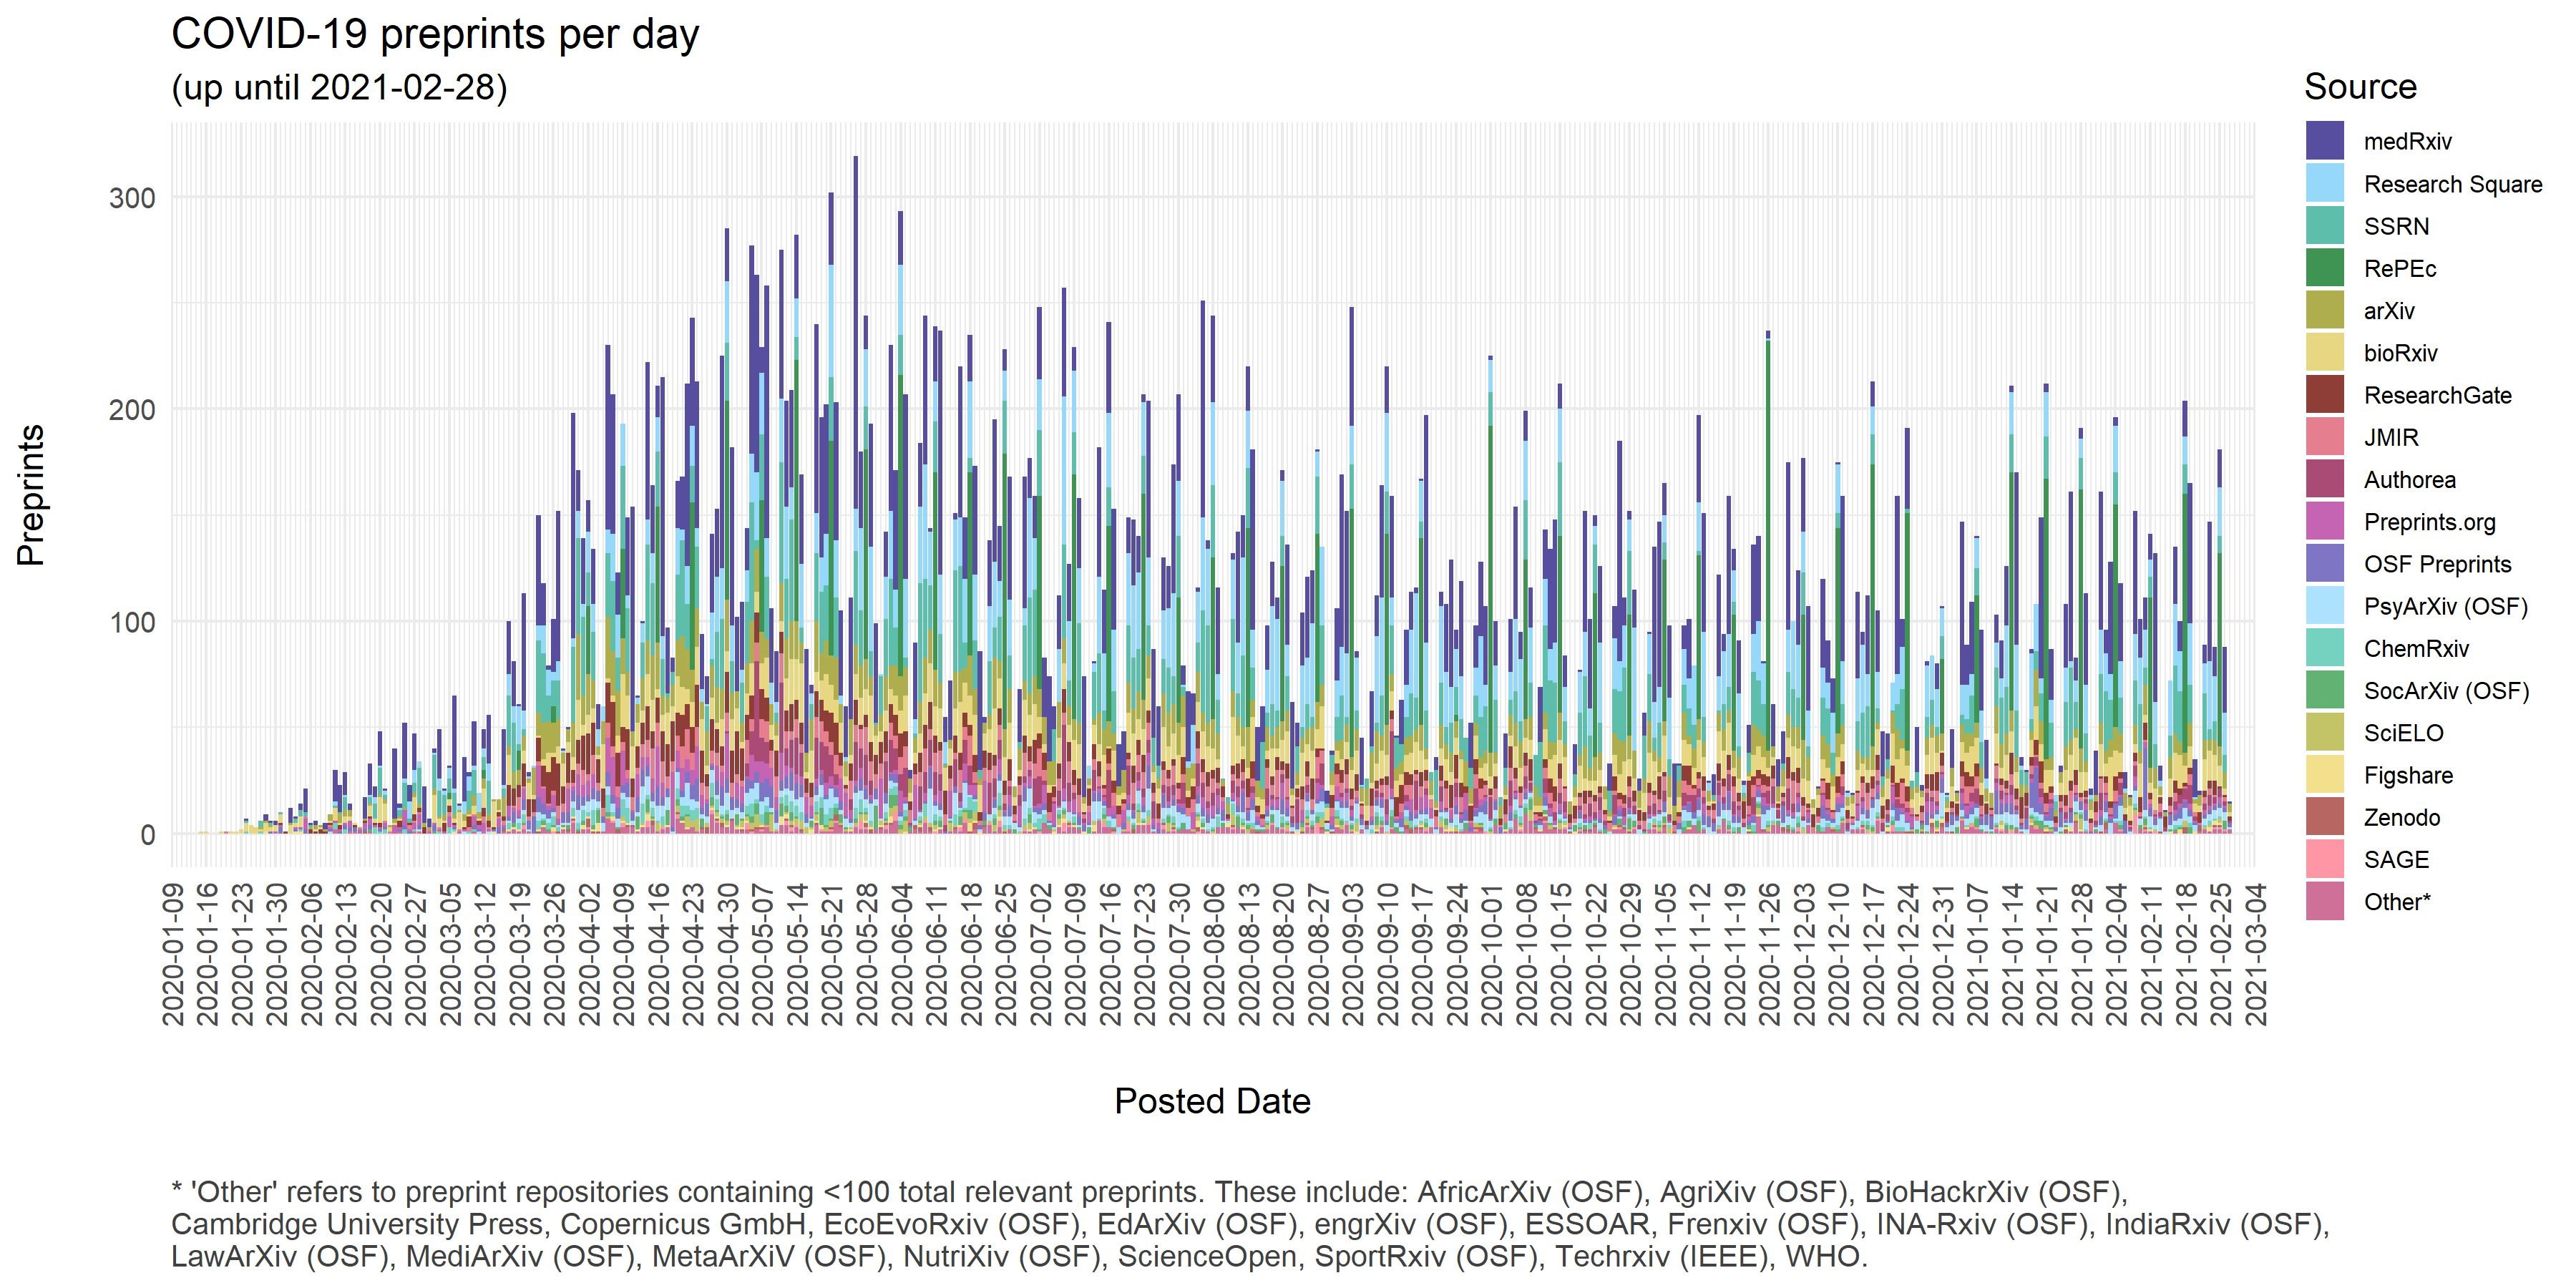 COVID-19 preprints per day
(up until 2021-02-28)
Source
medRxiv
Research Square
SSRN
RePEc
arXiv
bioRxiv
ResearchGate
JMIR
Authorea
Preprints.org
OSF Preprints
PsyArXiv (OSF)
ChemRxiv
SocArXiv (OSF)
SciELO
Figshare
Zenodo
SAGE
Other*
Preprints
300
200
100
0
2020-01-09
2020-01-16
2020-01-23
2020-01-30
2020-02-06
2020-02-13
2020-02-20
2020-02-27
2020-03-05
2020-03-12
2020-03-19
2020-03-26
2020-04-02
2020-04-09
2020-04-16
2020-04-23
2020-04-30
2020-05-07
2020-05-14
2020-05-21
2020-05-28
2020-06-04
2020-06-11
2020-06-18
2020-06-25
2020-07-02
2020-07-09
2020-07-16
2020-07-23
2020-07-30
2020-08-06
2020-08-13
2020-08-20
2020-08-27
2020-09-03
2020-09-10
2020-09-17
2020-09-24
2020-10-01
2020-10-08
2020-10-15
2020-10-22
2020-10-29
2020-11-05
2020-11-12
2020-11-19
2020-11-26
2020-12-03
2020-12-10
2020-12-17
2020-12-24
2020-12-31
2021-01-07
2021-01-14
2021-01-21
2021-01-28
2021-02-04
2021-02-11
2021-02-18
2021-02-25
2021-03-04
Posted Date
* 'Other' refers to preprint repositories containing <100 total relevant preprints. These include: AfricArXiv (OSF), AgriXiv (OSF), BioHackrXiv (OSF),
Cambridge University Press, Copernicus GmbH, EcoEvoRxiv (OSF), EdArXiv (OSF), engrXiv (OSF), ESSOAR, Frenxiv (OSF), INA-Rxiv (OSF), IndiaRxiv (OSF),
LawArXiv (OSF), MediArXiv (OSF), MetaArXiV (OSF), NutriXiv (OSF), ScienceOpen, SportRxiv (OSF), Techrxiv (IEEE), WHO.